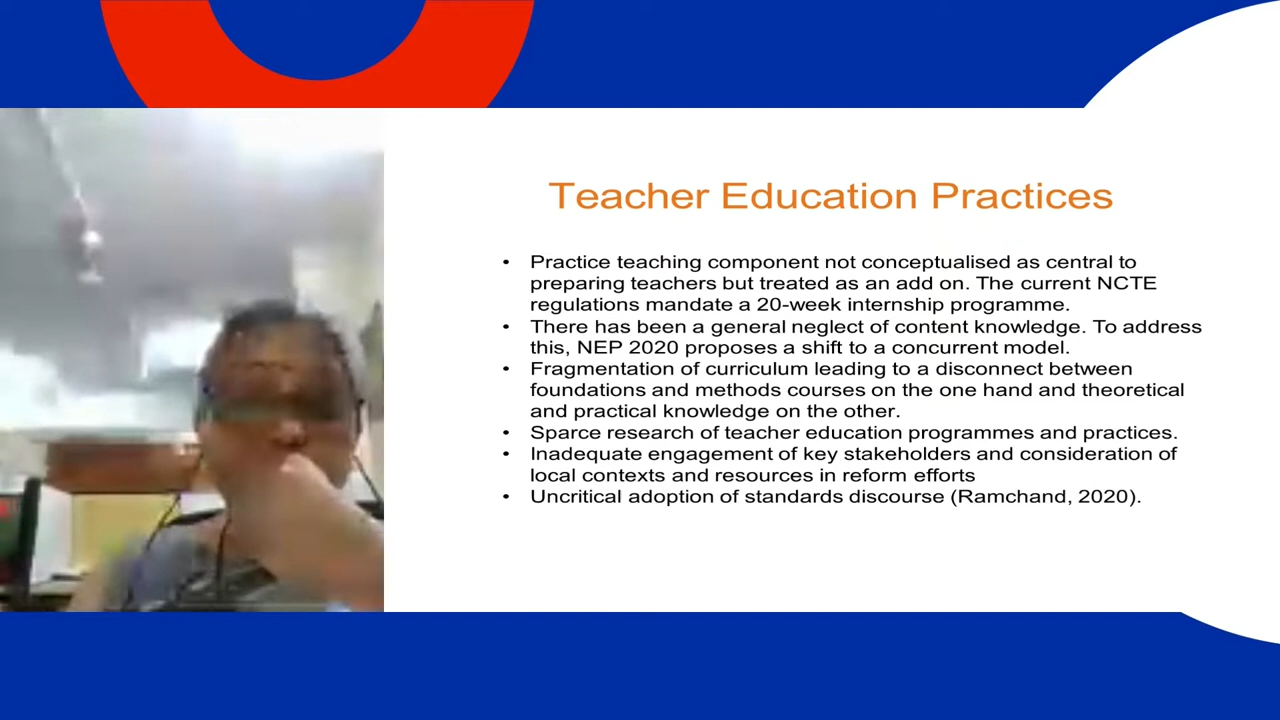 Teacher Education Practices
• Practice teaching component not conceptualised as central to
preparing teachers but treated as an add on. The current NCTE
regulations mandate a 20-week internship programme.
• There has been a general neglect of content knowledge. To address
this, NEP 2020 proposes a shift to a concurrent model.
• Fragmentation of curriculum leading to a disconnect between
foundations and methods courses on the one hand and theoretical
and practical knowledge on the other.
• Sparce research of teacher education programmes and practices.
• Inadequate engagement of key stakeholders and consideration of
local contexts and resources in reform efforts
• Uncritical adoption of standards discourse (Ramchand, 2020).